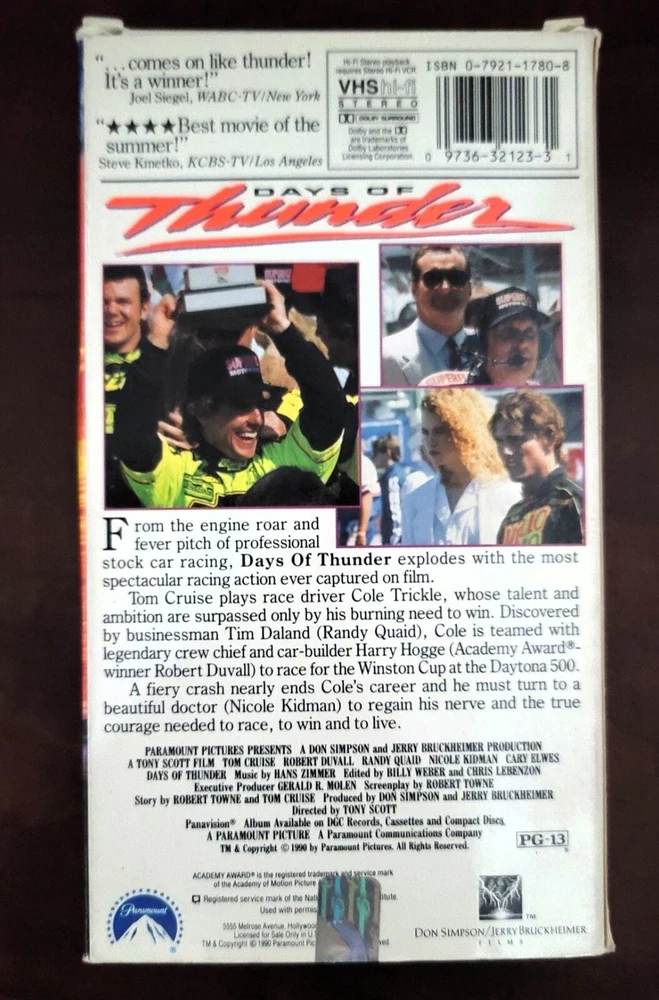 “...comes on like thunder!
It's a winner!”
Joel Siegel, WABC-TV/New York
“★★★★Best movie of the
summer!”
Steve Kmetko, KCBS-TV/Los Angeles
Hi-Fi Stereo playback
requires Stereo Hi-Fi VCR
VHS hi-fi
STEREO
DOLBY SURROUND
Dolby and the
are trademarks of
Dolby Laboratories
Licensing Corporation.
ISBN 0-7921-1780-8
0 9736-32123-3 1
DAYS OF
Thunder
From the engine roar and
fever pitch of professional
stock car racing, Days Of Thunder explodes with the most
spectacular racing action ever captured on film.
Tom Cruise plays race driver Cole Trickle, whose talent and
ambition are surpassed only by his burning need to win. Discovered
by businessman Tim Daland (Randy Quaid), Cole is teamed with
legendary crew chief and car-builder Harry Hogge (Academy Award®-
winner Robert Duvall) to race for the Winston Cup at the Daytona 500.
A fiery crash nearly ends Cole's career and he must turn to a
beautiful doctor (Nicole Kidman) to regain his nerve and the true
courage needed to race, to win and to live.
PARAMOUNT PICTURES PRESENTS A DON SIMPSON and JERRY BRUCKHEIMER PRODUCTION
A TONY SCOTT FILM TOM CRUISE ROBERT DUVALL RANDY QUAID NICOLE KIDMAN CARY ELWES
DAYS OF THUNDER Music by HANS ZIMMER Edited by BILLY WEBER and CHRIS LEBENZON
Executive Producer GERALD R. MOLEN Screenplay by ROBERT TOWNE
Story by ROBERT TOWNE and TOM CRUISE Produced by DON SIMPSON and JERRY BRUCKHEIMER
Directed by TONY SCOTT
Panavision® Album Available on DGC Records, Cassettes and Compact Discs
A PARAMOUNT PICTURE A Paramount Communications Company
TM & Copyright © 1990 by Paramount Pictures. All Rights Reserved.
PG-13
ACADEMY AWARD® is the registered trademark and service mark
of the Academy of Motion Picture
Registered service mark of the
Used with
5555 Melrose Avenue, Hollywood
Licensed for Sale Only in U.S.
TM & Copyright © 1990 Paramount
Paramount
®
TM
DON SIMPSON/JERRY BRUCKHEIMER
FILMS